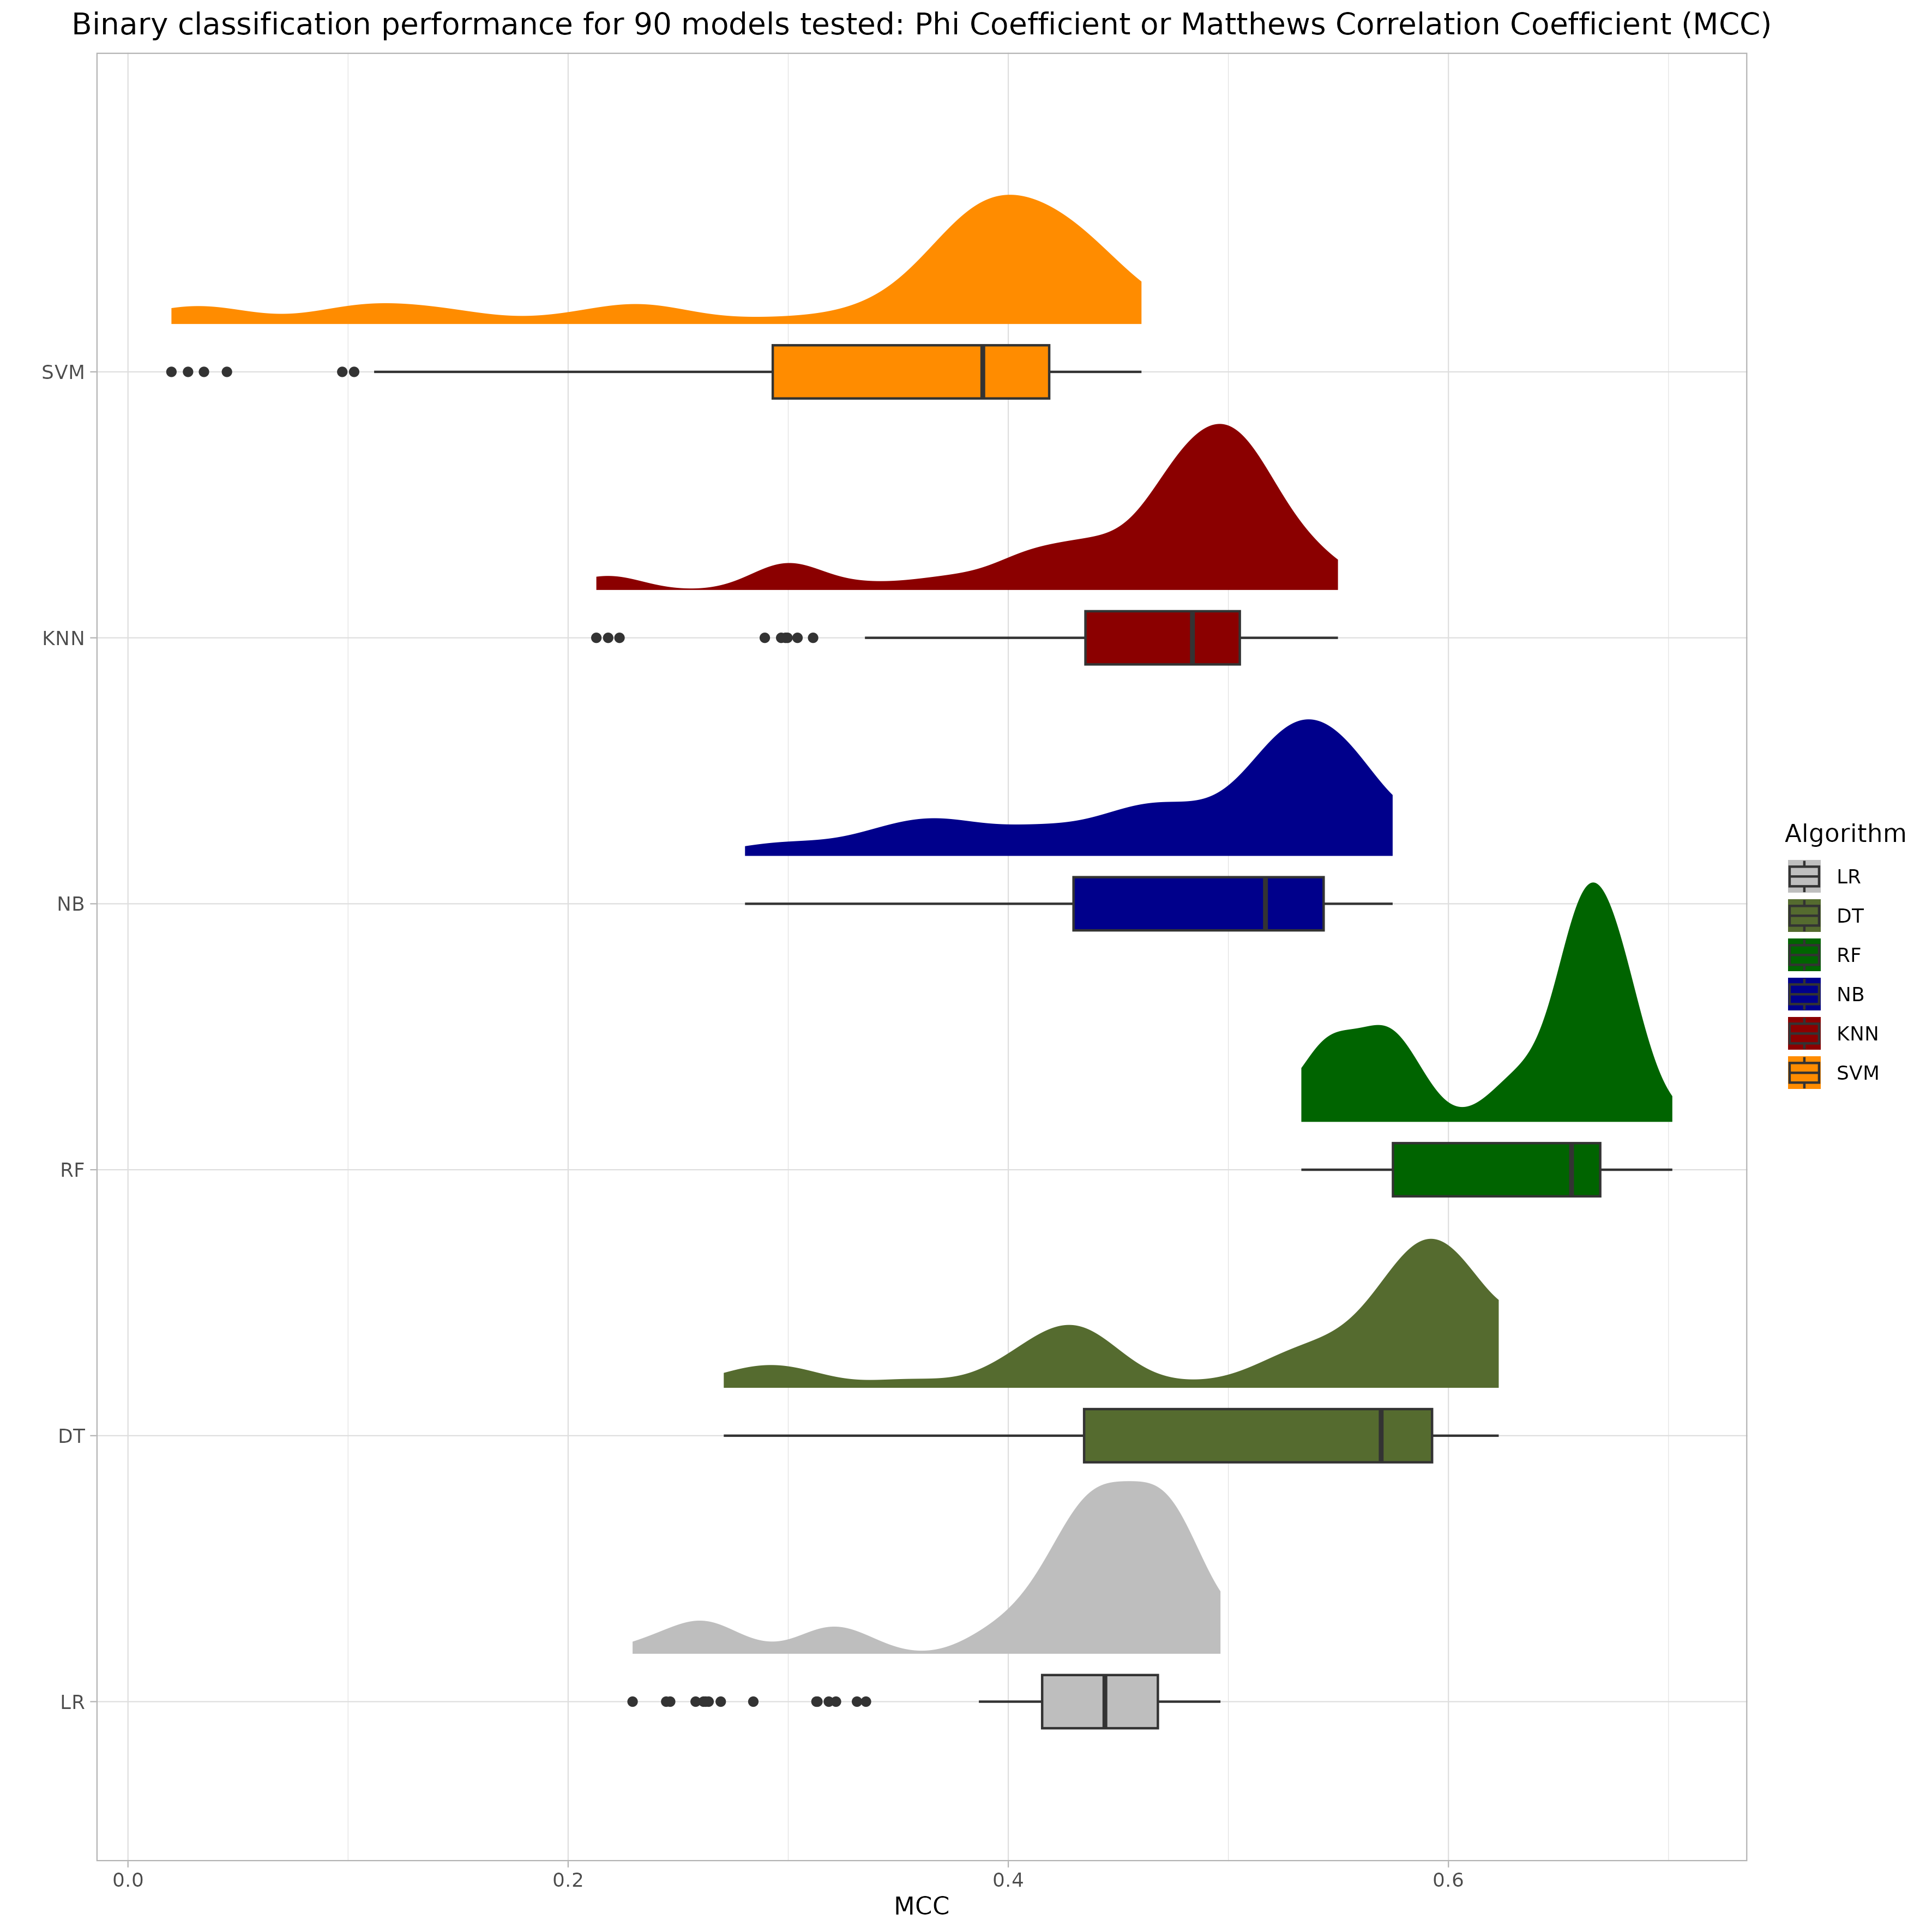 Binary classification performance for 90 models tested: Phi Coefficient or Matthews Correlation Coefficient (MCC)
SVM
KNN
NB
RF
DT
LR
0.0
0.2
0.4
0.6
MCC
Algorithm
LR
DT
RF
NB
KNN
SVM